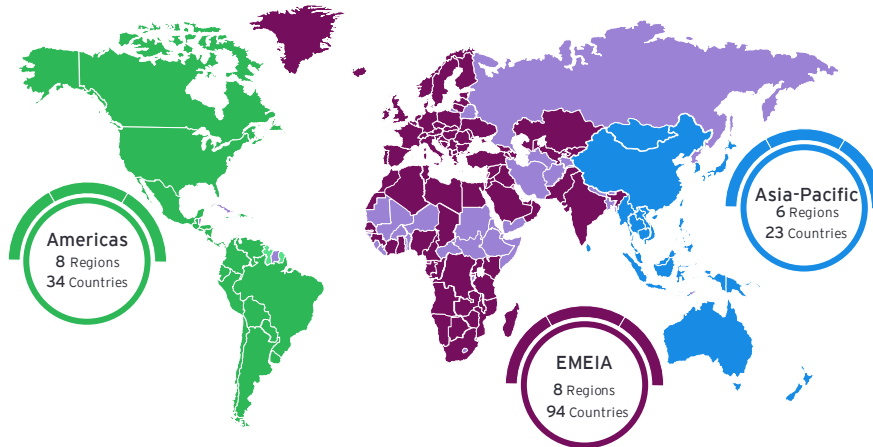 Americas
8 Regions
34 Countries
Asia-Pacific
6 Regions
23 Countries
EMEIA
8 Regions
94 Countries